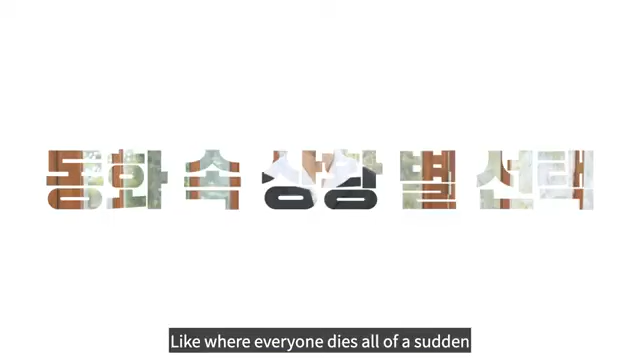 동화 속 상황 별 선택
Like where everyone dies all of a sudden